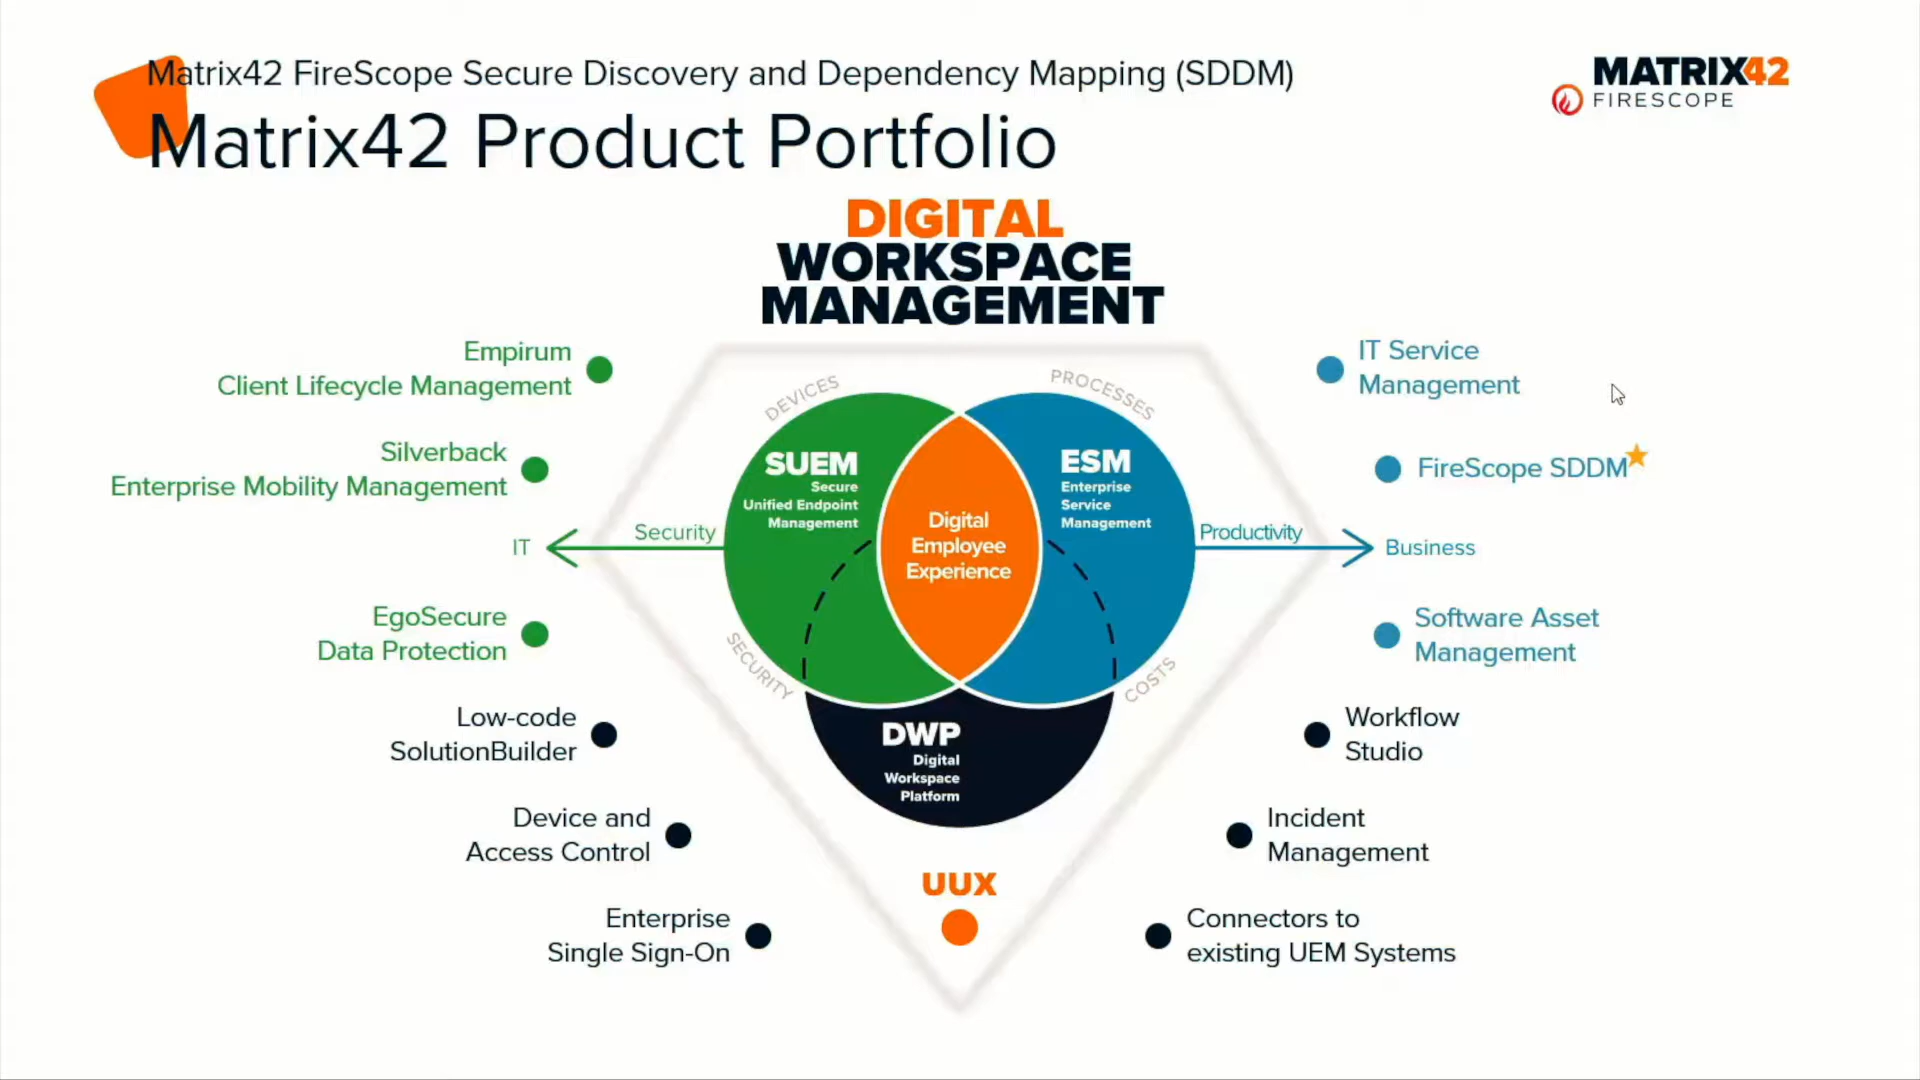 Matrix42 FireScope Secure Discovery and Dependency Mapping (SDDM)
Matrix42 Product Portfolio
MATRIX42
FIRESCOPE
DIGITAL
WORKSPACE
MANAGEMENT
Empirum
Client Lifecycle Management
Silverback
Enterprise Mobility Management
IT
Security
EgoSecure
Data Protection
Low-code
SolutionBuilder
Device and
Access Control
Enterprise
Single Sign-On
DEVICES
PROCESSES
SECURITY
COSTS
SUEM
Secure
Unified Endpoint
Management
Digital
Employee
Experience
ESM
Enterprise
Service
Management
DWP
Digital
Workspace
Platform
UUX
IT Service
Management
FireScope SDDM
Productivity
Business
Software Asset
Management
Workflow
Studio
Incident
Management
Connectors to
existing UEM Systems